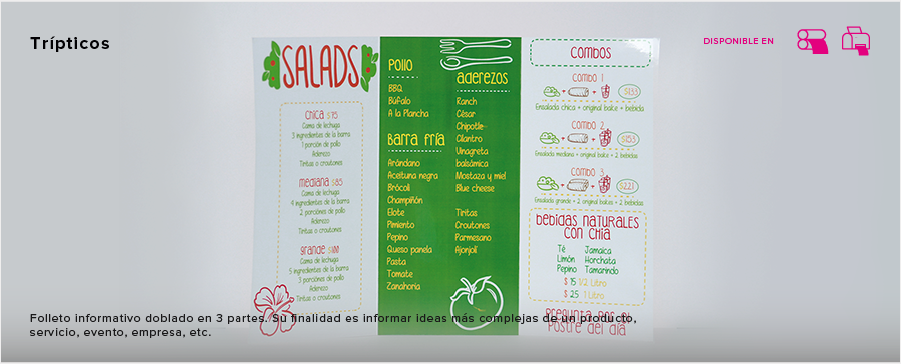 Trípticos
DISPONIBLE EN
SALADS
chica $75
Cama de lechuga
3 ingredientes de la barra
1 porción de pollo
Aderezo
Tiritas o croutones
mediana $85
Cama de lechuga
4 ingredientes de la barra
2 porciónes de pollo
Aderezo
Tiritas o croutones
grande $100
Cama de lechuga
5 ingredientes de la barra
3 porciónes de pollo
Aderezo
Tiritas o croutones
Pollo
BBQ
Búfalo
A la Plancha
Barra fría
Arándano
Aceituna negra
Brócoli
Champiñón
Elote
Pimiento
Pepino
Queso panela
Pasta
Tomate
Zanahoria
aderezos
Ranch
César
Chipotle
Cilantro
Vinagreta
balsámica
Mostaza y miel
Blue cheese
Tiritas
Croutones
Parmesano
Ajonjolí
COMBOS
COMBO 1
Ensalada chica + original bake + bebida
COMBO 2
$153
Ensalada mediana + original bake + 2 bebidas
COMBO 3
$221
Ensalada grande + 2 original bakes + 2 bebidas
bebidas naturales
con chía
Té Jamaica
Limón Horchata
Pepino Tamarindo
$ 15 1/2 Litro
$ 25 1 Litro
Pregunta por el
Postre del día
Folleto informativo doblado en 3 partes. Su finalidad es informar ideas más complejas de un producto,
servicio, evento, empresa, etc.